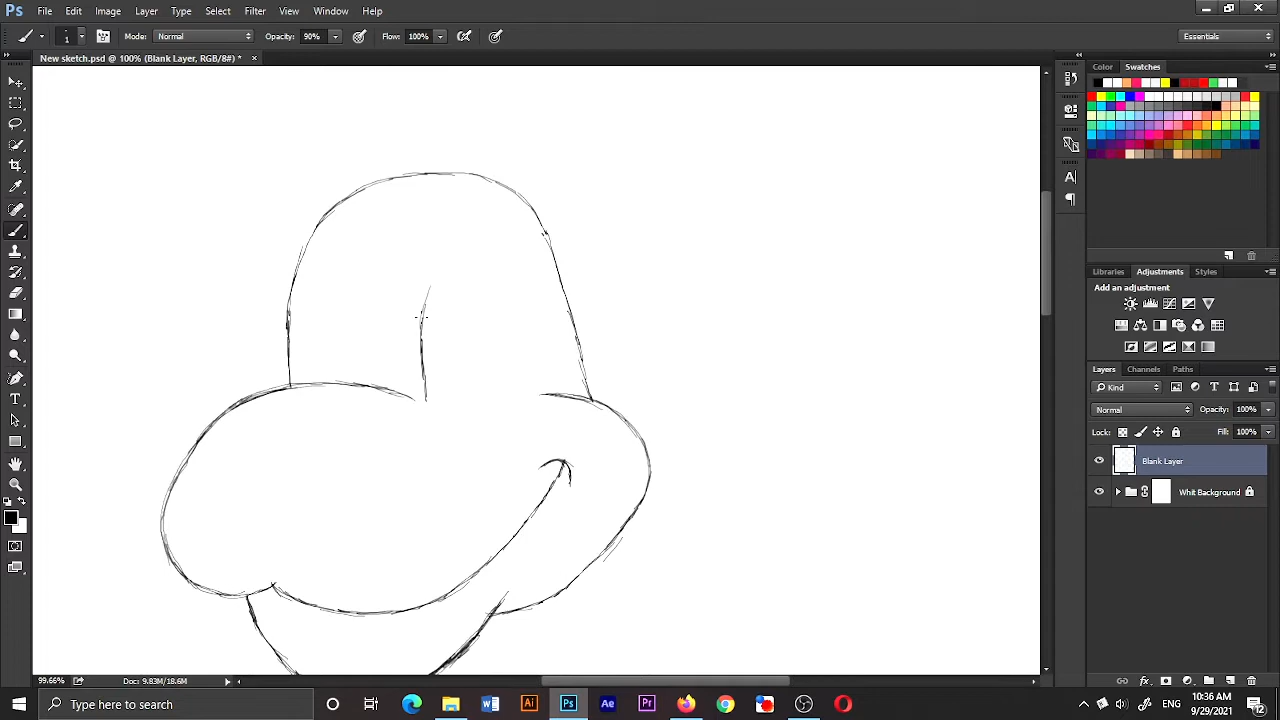 Ps File Edit Image Layer Type Select Filter View Window Help
1 Mode: Normal Opacity: 90% Flow: 100% Essentials
New sketch.psd @ 100% (Blank Layer, RGB/8#) *
Color Swatches
Libraries Adjustments Styles
Add an adjustment
Layers Channels Paths
Kind
Normal Opacity: 100%
Lock: Fill: 100%
Blank Layer
Whit Background
99.66% Doc: 9.83M/18.6M
Type here to search
ENG
10:36 AM
9/29/2021